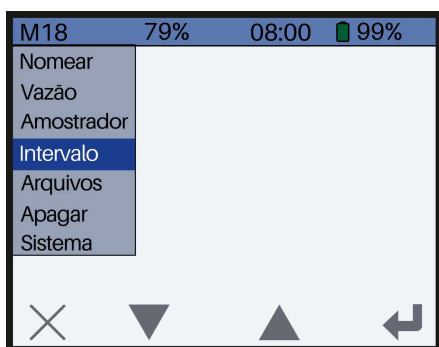 M18 79% 08:00 99%
Nomear
Vazão
Amostrador
Intervalo
Arquivos
Apagar
Sistema